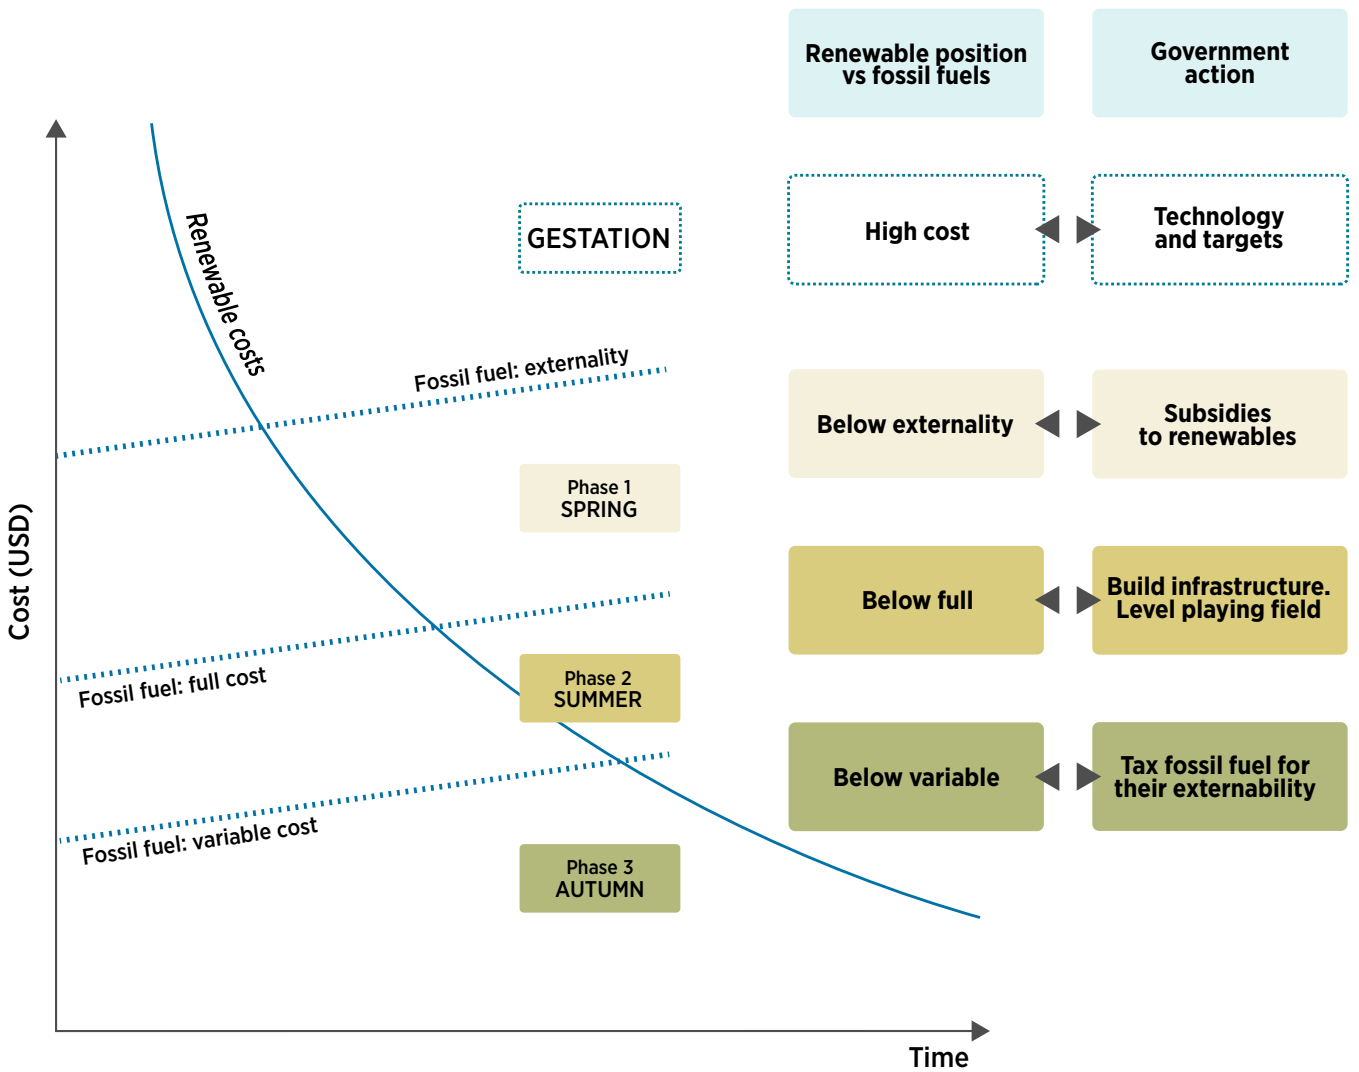 Renewable position
vs fossil fuels
Government
action
Renewable costs
GESTATION
High cost
Technology
and targets
Fossil fuel: externality
Below externality
Subsidies
to renewables
Phase 1
SPRING
Cost (USD)
Below full
Build infrastructure.
Level playing field
Fossil fuel: full cost
Phase 2
SUMMER
Below variable
Tax fossil fuel for
their externability
Fossil fuel: variable cost
Phase 3
AUTUMN
Time